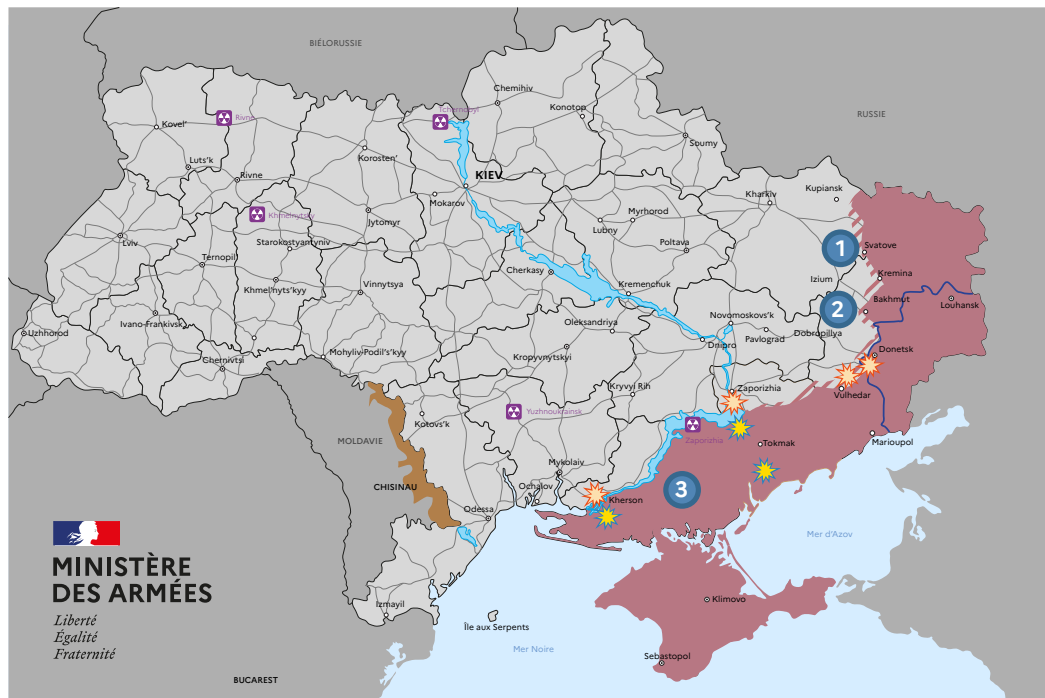 BIÉLORUSSIE
RUSSIE
Chernihiv
Konotop
Tchernobyl
Rivne
Kovel'
Soumy
Korosten'
Luts'k
Rivne
KIEV
Kupiansk
Kharkiv
Mokarov
Myrhorod
Jytomyr
Khmelnytsky
Lubny
Lviv
Starokostyantyniv
Poltava
1
Svatove
Ternopil
Cherkasy
Izium
Kremina
Khmel'nyts'kyy
Vinnytsya
Kremenchuk
Bakhmut
Louhansk
2
Novomoskovs'k
Ivano-Frankivsk
Oleksandriya
Uzhhorod
Pavlograd
Dobropillya
Dnipro
Donetsk
Mohyliv-Podil's'kyy
Kropyvnytskyi
Chernivtsi
Kryvyi Rih
Zaporizhia
Vulhedar
Yuzhnoukrainsk
Kotovs'k
MOLDAVIE
Zaporizhia
Tokmak
Marioupol
Mykolaiv
CHISINAU
Ochalov
3
Kherson
Odessa
Mer d'Azov
MINISTÈRE
DES ARMÉES
Liberté
Égalité
Fraternité
Izmayil
Klimovo
Île aux Serpents
Mer Noire
Sebastopol
BUCAREST